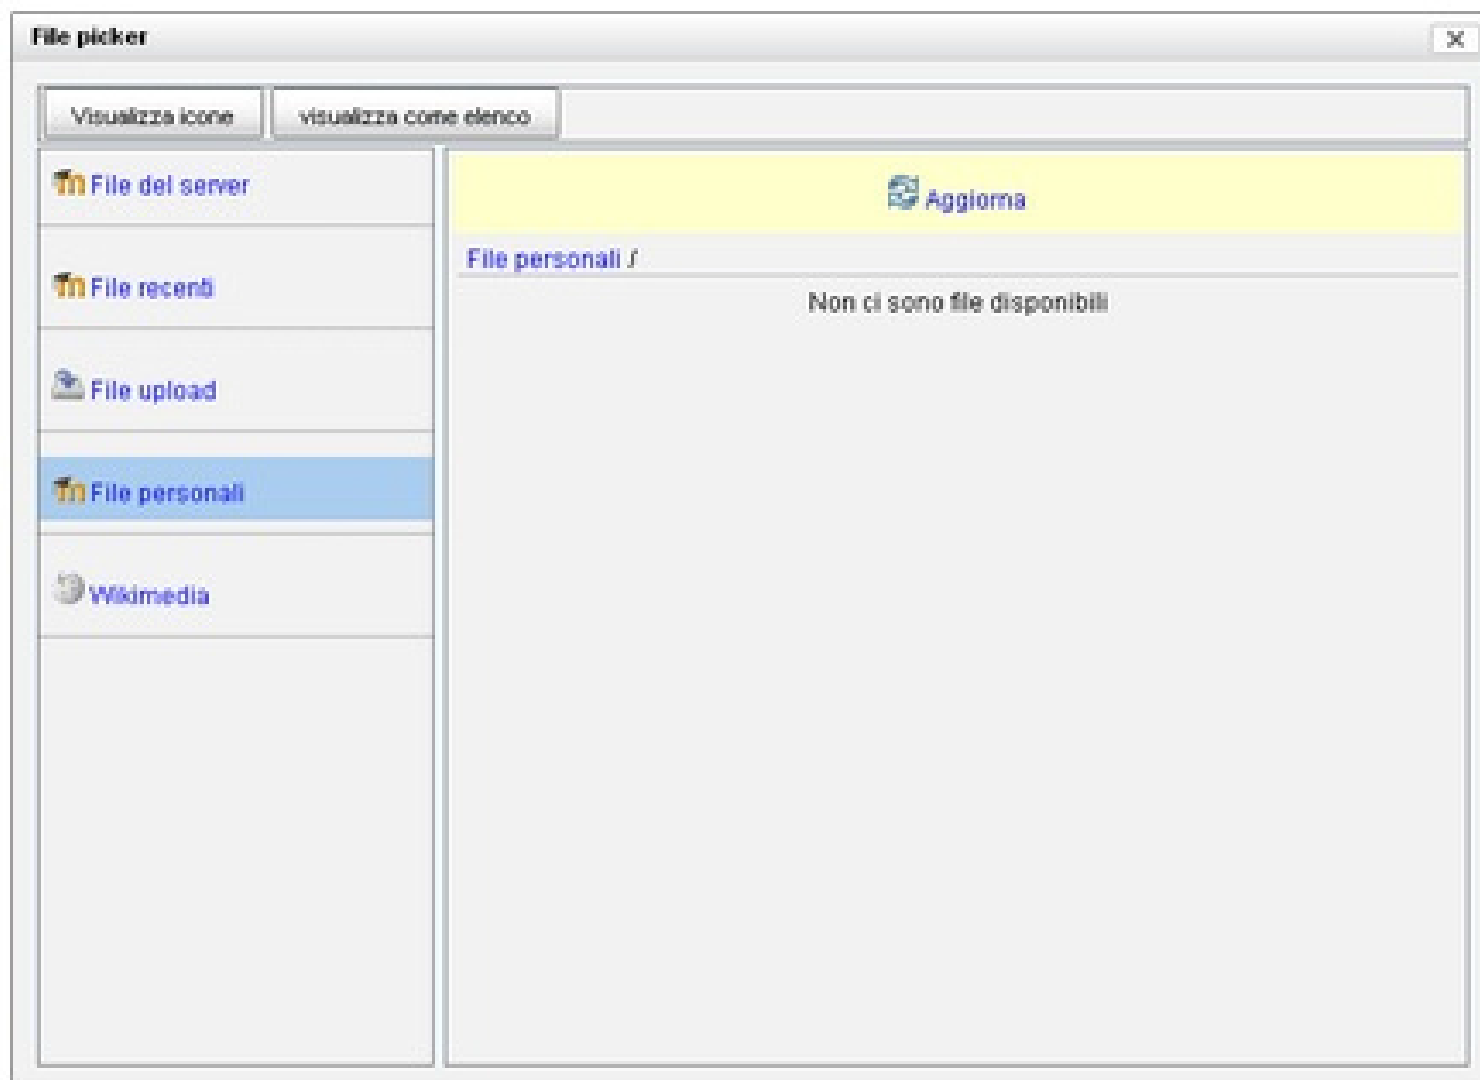 File picker
X
Visualizza icone
visualizza come elenco
File del server
File recenti
File upload
File personali
Wikimedia
Aggiorna
File personali /
Non ci sono file disponibili